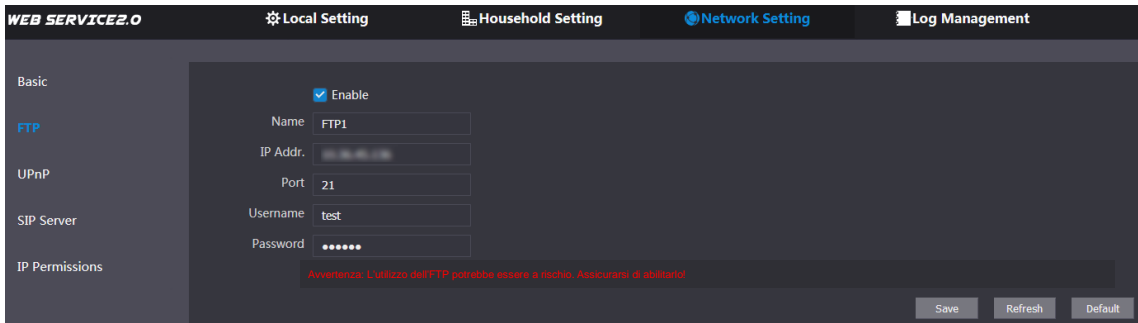 WEB SERVICE2.0
Local Setting
Household Setting
Network Setting
Log Management
Basic
FTP
UPnP
SIP Server
IP Permissions
Enable
Name FTP1
IP Addr.
Port 21
Username test
Password ••••••
Avvertenza: L'utilizzo dell'FTP potrebbe essere a rischio. Assicurarsi di abilitarlo!
Save Refresh Default